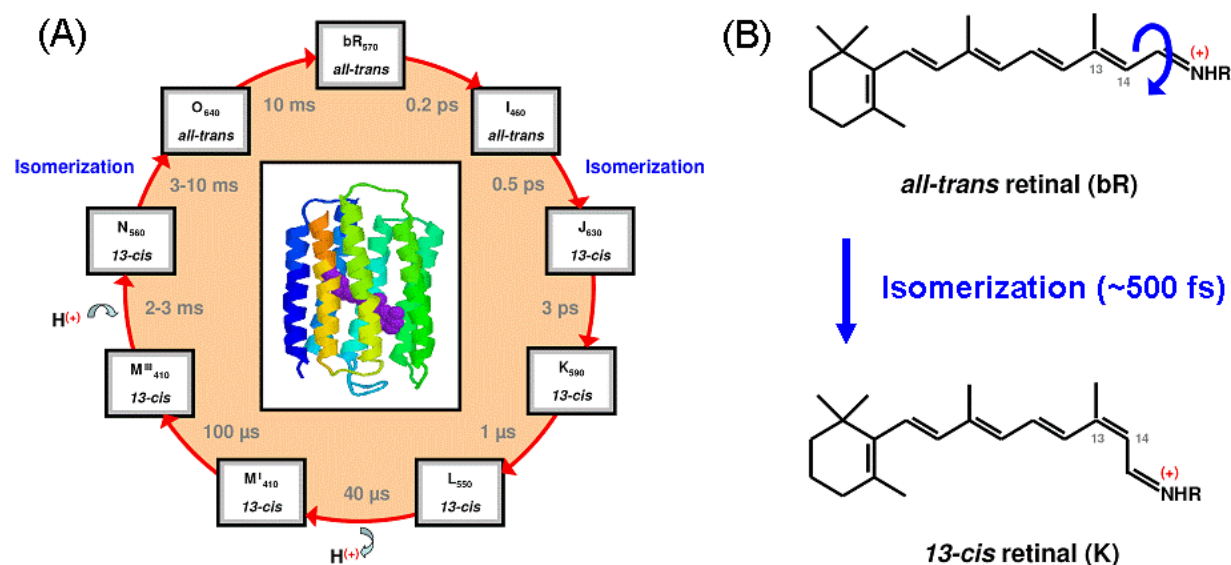 (A)
bR570
all-trans
10 ms
0.2 ps
O640
all-trans
I460
all-trans
Isomerization
Isomerization
3-10 ms
0.5 ps
N560
13-cis
J630
13-cis
H(+)
2-3 ms
3 ps
MIII410
13-cis
K590
13-cis
100 µs
1 µs
MI410
13-cis
40 µs
L550
13-cis
H(+)
(B)
13
14
(+)
NHR
all-trans retinal (bR)
Isomerization (~500 fs)
13
14
(+)
NHR
13-cis retinal (K)